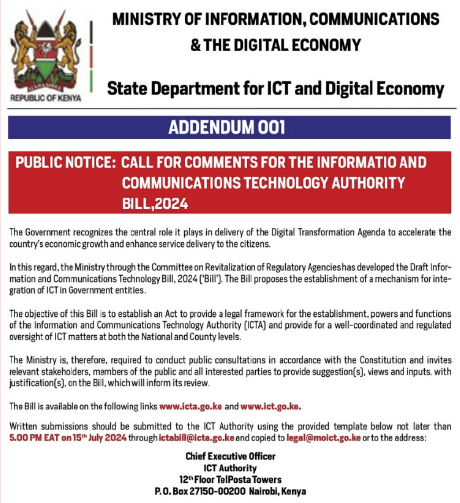 MINISTRY OF INFORMATION, COMMUNICATIONS
& THE DIGITAL ECONOMY
REPUBLIC OF KENYA
State Department for ICT and Digital Economy
ADDENDUM 001
PUBLIC NOTICE: CALL FOR COMMENTS FOR THE INFORMATIO AND
COMMUNICATIONS TECHNOLOGY AUTHORITY
BILL,2024
The Government recognizes the central role it plays in delivery of the Digital Transformation Agenda to accelerate the
country's economic growth and enhance service delivery to the citizens.
In this regard, the Ministry through the Committee on Revitalization of Regulatory Agencies has developed the Draft Infor-
mation and Communications Technology Bill, 2024 ('Bill'). The Bill proposes the establishment of a mechanism for inte-
gration of ICT in Government entities.
The objective of this Bill is to establish an Act to provide a legal framework for the establishment, powers and functions
of the Information and Communications Technology Authority (ICTA) and provide for a well-coordinated and regulated
oversight of ICT matters at both the National and County levels.
The Ministry is, therefore, required to conduct public consultations in accordance with the Constitution and invites
relevant stakeholders, members of the public and all interested parties to provide suggestion(s), views and inputs, with
justification(s), on the Bill, which will inform its review.
The Bill is available on the following links www.icta.go.ke and www.ict.go.ke.
Written submissions should be submitted to the ICT Authority using the provided template below not later than
5.00 PM EAT on 15th July 2024 through ictabill@icta.go.ke and copied to legal@moict.go.ke or to the address:
Chief Executive Officer
ICT Authority
12th Floor TelPosta Towers
P. O. Box 27150-00200 Nairobi, Kenya